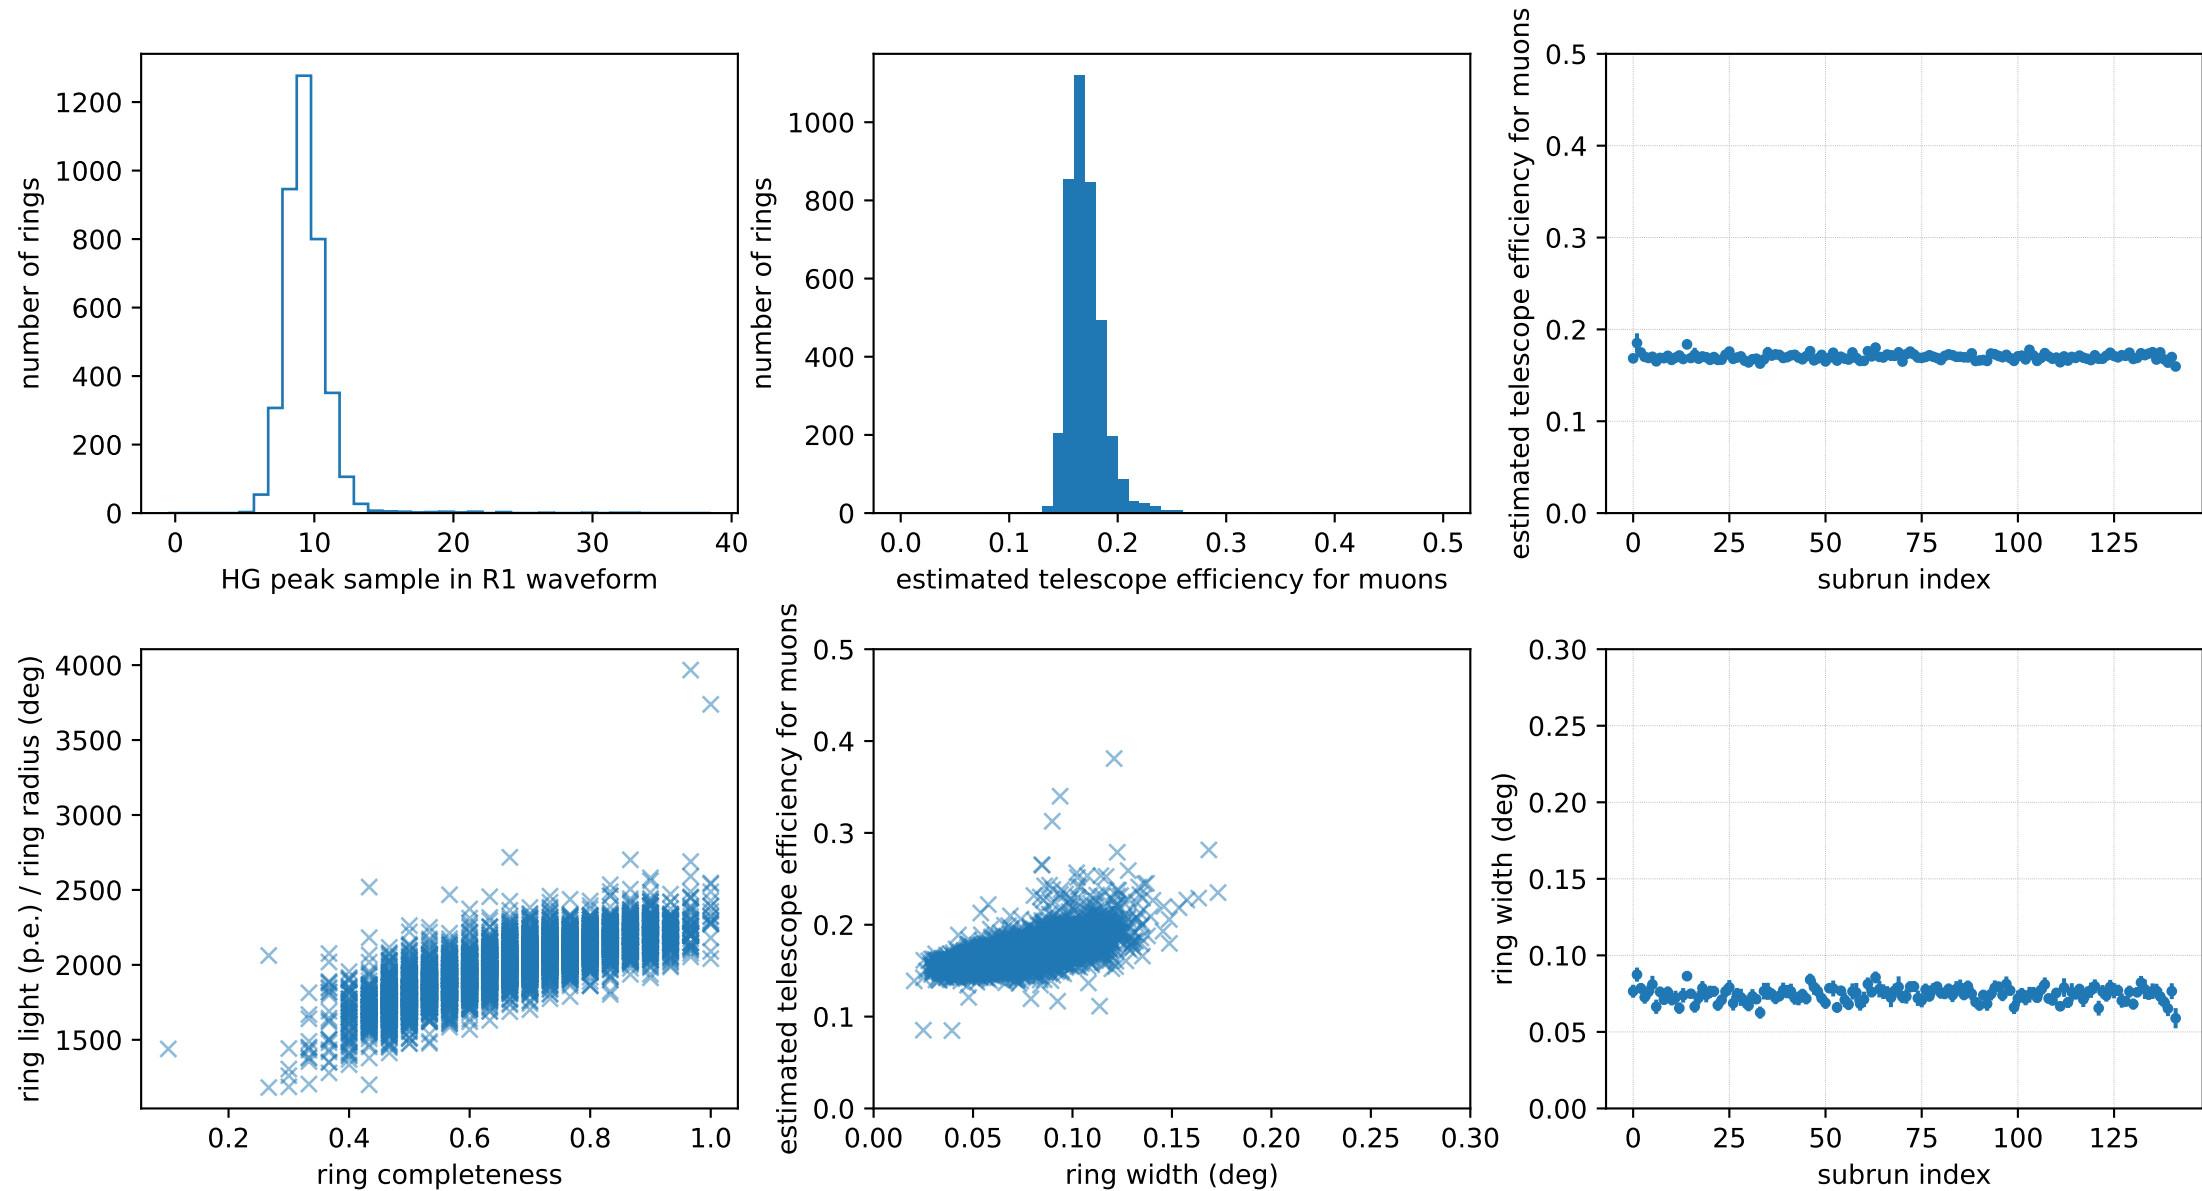 number of rings
1200
1000
800
600
400
200
0
0 10 20 30 40
HG peak sample in R1 waveform
number of rings
1000
800
600
400
200
0
0.0 0.1 0.2 0.3 0.4 0.5
estimated telescope efficiency for muons
estimated telescope efficiency for muons
0.5
0.4
0.3
0.2
0.1
0.0
0 25 50 75 100 125
subrun index
ring light (p.e.) / ring radius (deg)
4000
3500
3000
2500
2000
1500
0.2 0.4 0.6 0.8 1.0
ring completeness
estimated telescope efficiency for muons
0.5
0.4
0.3
0.2
0.1
0.0
0.00 0.05 0.10 0.15 0.20 0.25 0.30
ring width (deg)
ring width (deg)
0.30
0.25
0.20
0.15
0.10
0.05
0.00
0 25 50 75 100 125
subrun index